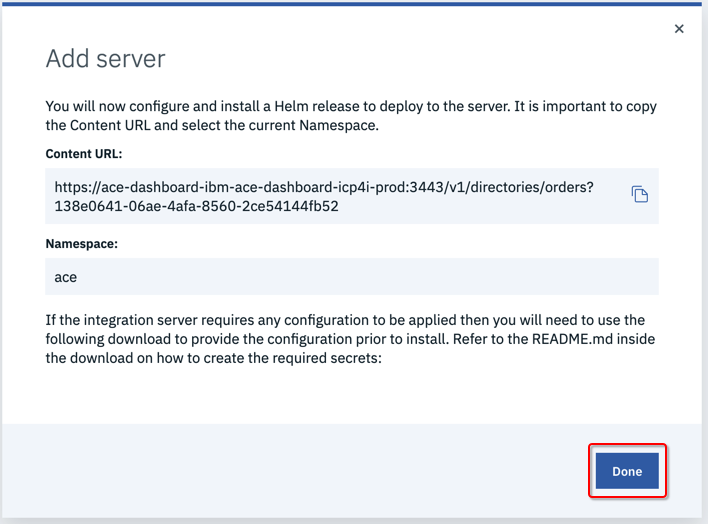 Add server
You will now configure and install a Helm release to deploy to the server. It is important to copy
the Content URL and select the current Namespace.
Content URL:
https://ace-dashboard-ibm-ace-dashboard-icp4i-prod:3443/v1/directories/orders?
138e0641-06ae-4afa-8560-2ce54144fb52
Namespace:
ace
If the integration server requires any configuration to be applied then you will need to use the
following download to provide the configuration prior to install. Refer to the README.md inside
the download on how to create the required secrets:
Done